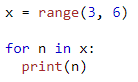 x = range(3, 6)
for n in x:
  print(n)